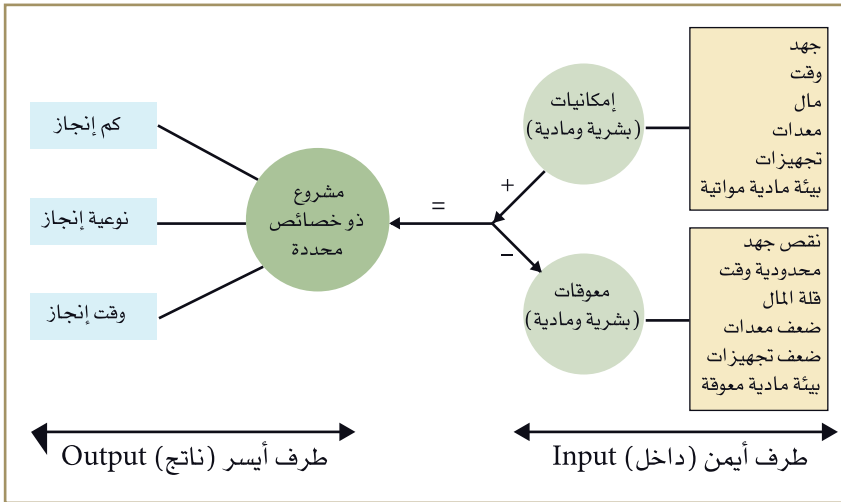 جهد
وقت
مال
معدات
تجهيزات
بيئة مادية مواتية
إمكانيات
(بشرية ومادية)
نقص جهد
محدودية وقت
قلة المال
ضعف معدات
ضعف تجهيزات
بيئة مادية معوقة
معوقات
(بشرية ومادية)
+
–
=
مشروع
ذو خصائص
محددة
كم إنجاز
نوعية إنجاز
وقت إنجاز
طرف أيمن (داخل) Input
طرف أيسر (ناتج) Output